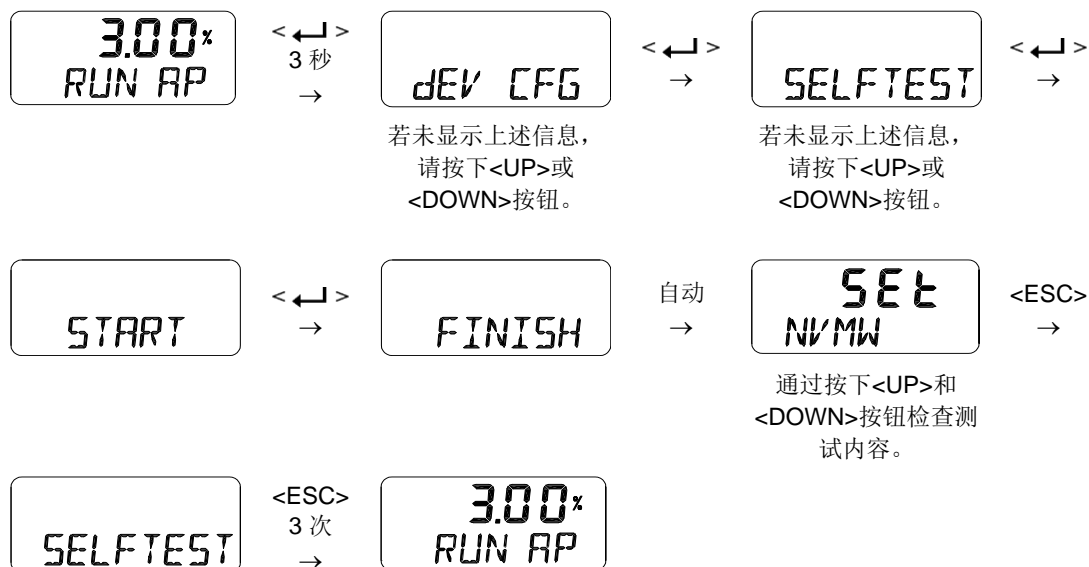 3.00%
RUN AP
<↵>
3 秒
→
dEV CFG
若未显示上述信息,
请按下<UP>或
<DOWN>按钮。
<↵>
→
SELFTEST
若未显示上述信息,
请按下<UP>或
<DOWN>按钮。
<↵>
→
START
<↵>
→
FINISH
自动
→
SEt
NVMW
通过按下<UP>和
<DOWN>按钮检查测
试内容。
<ESC>
→
SELFTEST
<ESC>
3 次
→
3.00%
RUN AP